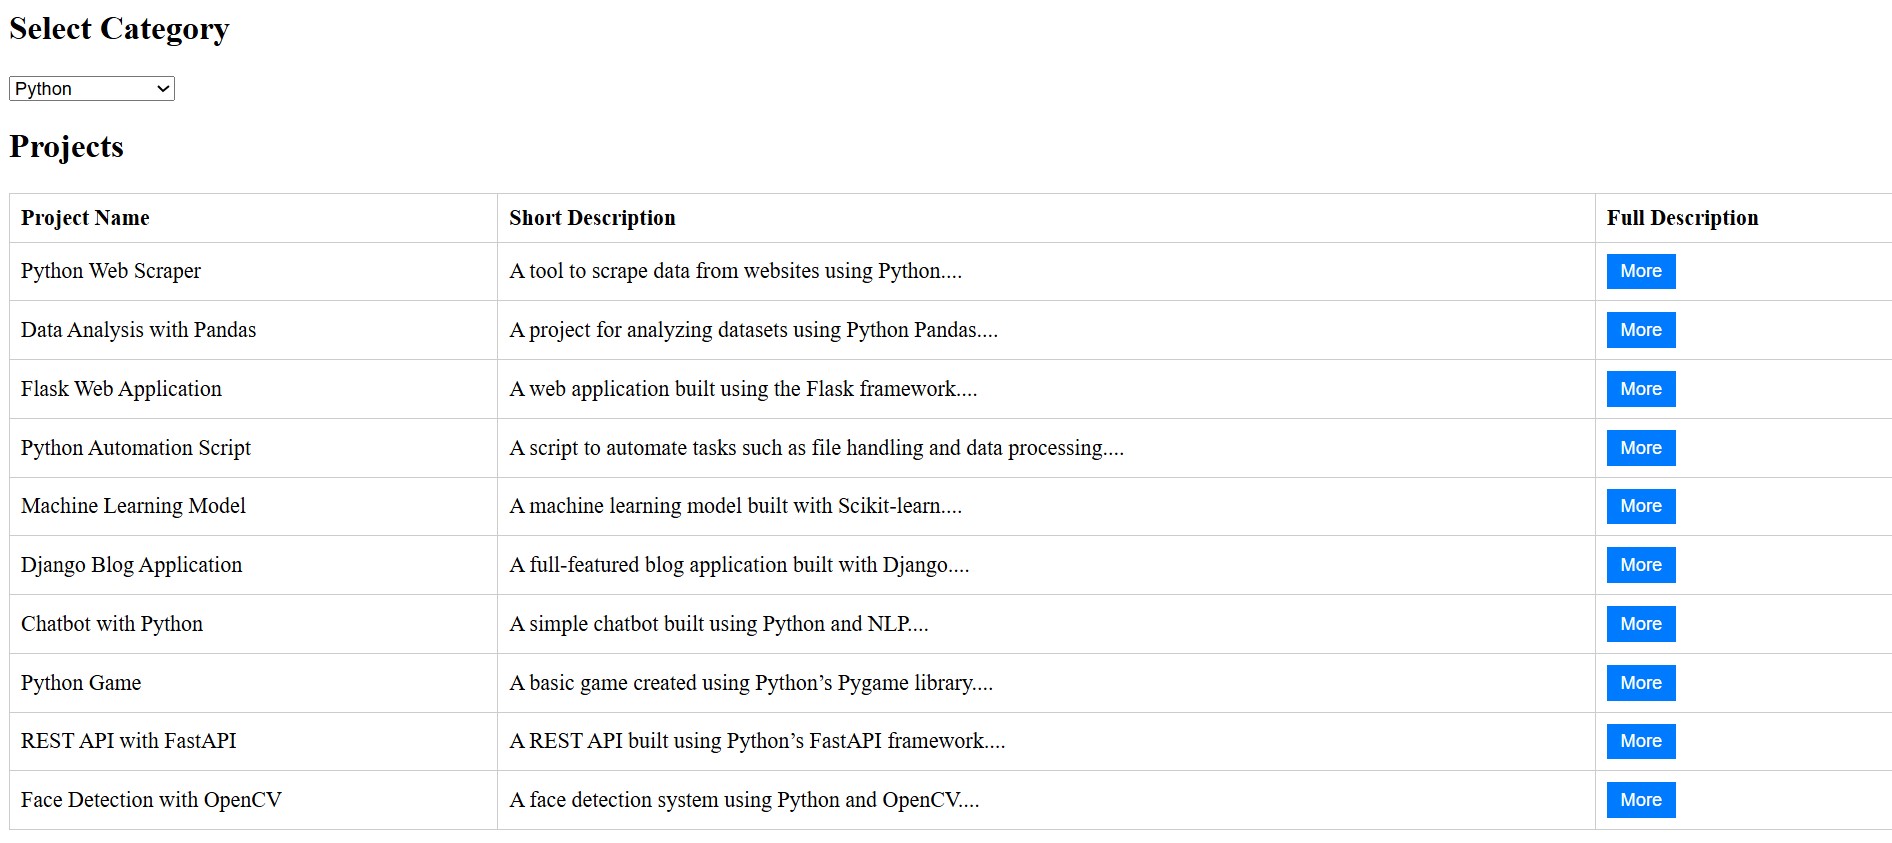 Select Category
Python
Projects
Project Name Short Description Full Description
Python Web Scraper A tool to scrape data from websites using Python.... More
Data Analysis with Pandas A project for analyzing datasets using Python Pandas.... More
Flask Web Application A web application built using the Flask framework.... More
Python Automation Script A script to automate tasks such as file handling and data processing.... More
Machine Learning Model A machine learning model built with Scikit-learn.... More
Django Blog Application A full-featured blog application built with Django.... More
Chatbot with Python A simple chatbot built using Python and NLP.... More
Python Game A basic game created using Python’s Pygame library.... More
REST API with FastAPI A REST API built using Python’s FastAPI framework.... More
Face Detection with OpenCV A face detection system using Python and OpenCV.... More